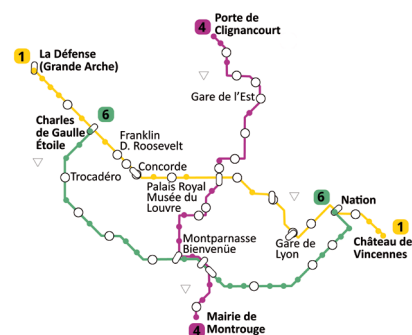 Porte de
Clignancourt
4
La Défense
(Grande Arche)
1
Gare de l'Est
6
Charles
de Gaulle
Étoile
Franklin
D. Roosevelt
Concorde
Trocadéro
Palais Royal
Musée du
Louvre
6
Nation
1
Château de
Vincennes
Montparnasse
Bienvenüe
Gare de
Lyon
Mairie de
Montrouge
4